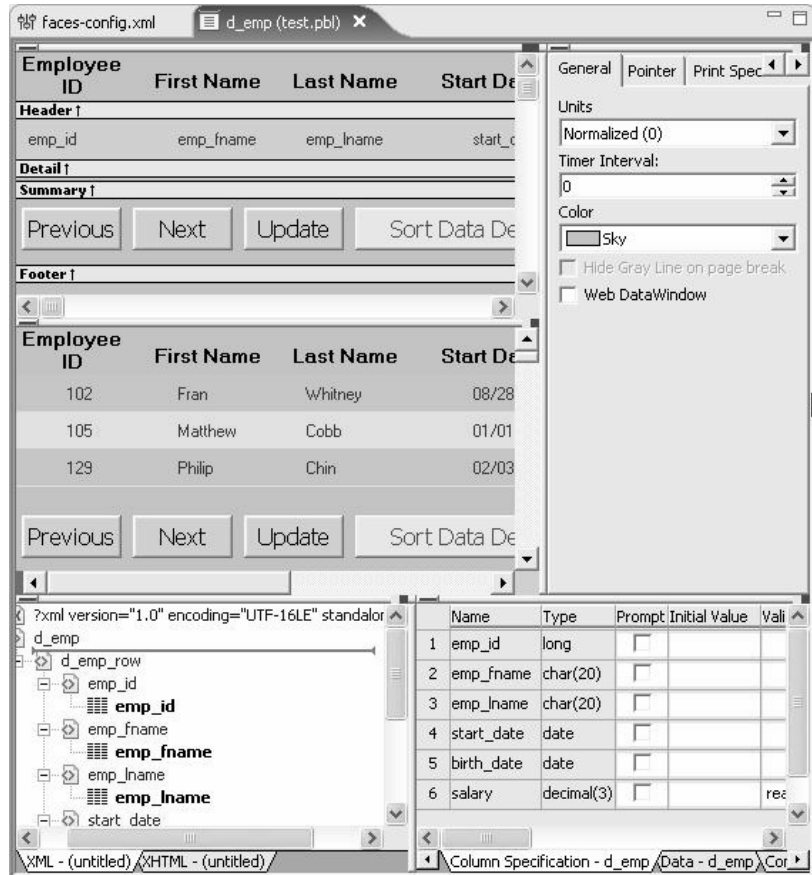 faces-config.xml d_emp (test.pbl)
Employee ID First Name Last Name Start Da
Header ↑
emp_id emp_fname emp_lname start_
Detail ↑
Summary ↑
Previous Next Update Sort Data De
Footer ↑
General Pointer Print Spec
Units
Normalized (0)
Timer Interval:
0
Color
Sky
Hide Gray Line on page break
Web DataWindow
Employee ID First Name Last Name Start Da
102 Fran Whitney 08/28
105 Matthew Cobb 01/01
129 Philip Chin 02/03
Previous Next Update Sort Data De
?xml version="1.0" encoding="UTF-16LE" standalor
d_emp
d_emp_row
emp_id
emp_id
emp_fname
emp_fname
emp_lname
emp_lname
start_date
XML - (untitled) XHTML - (untitled)
Name Type Prompt Initial Value Vali
1 emp_id long
2 emp_fname char(20)
3 emp_lname char(20)
4 start_date date
5 birth_date date
6 salary decimal(3) rea
Column Specification - d_emp Data - d_emp Cor